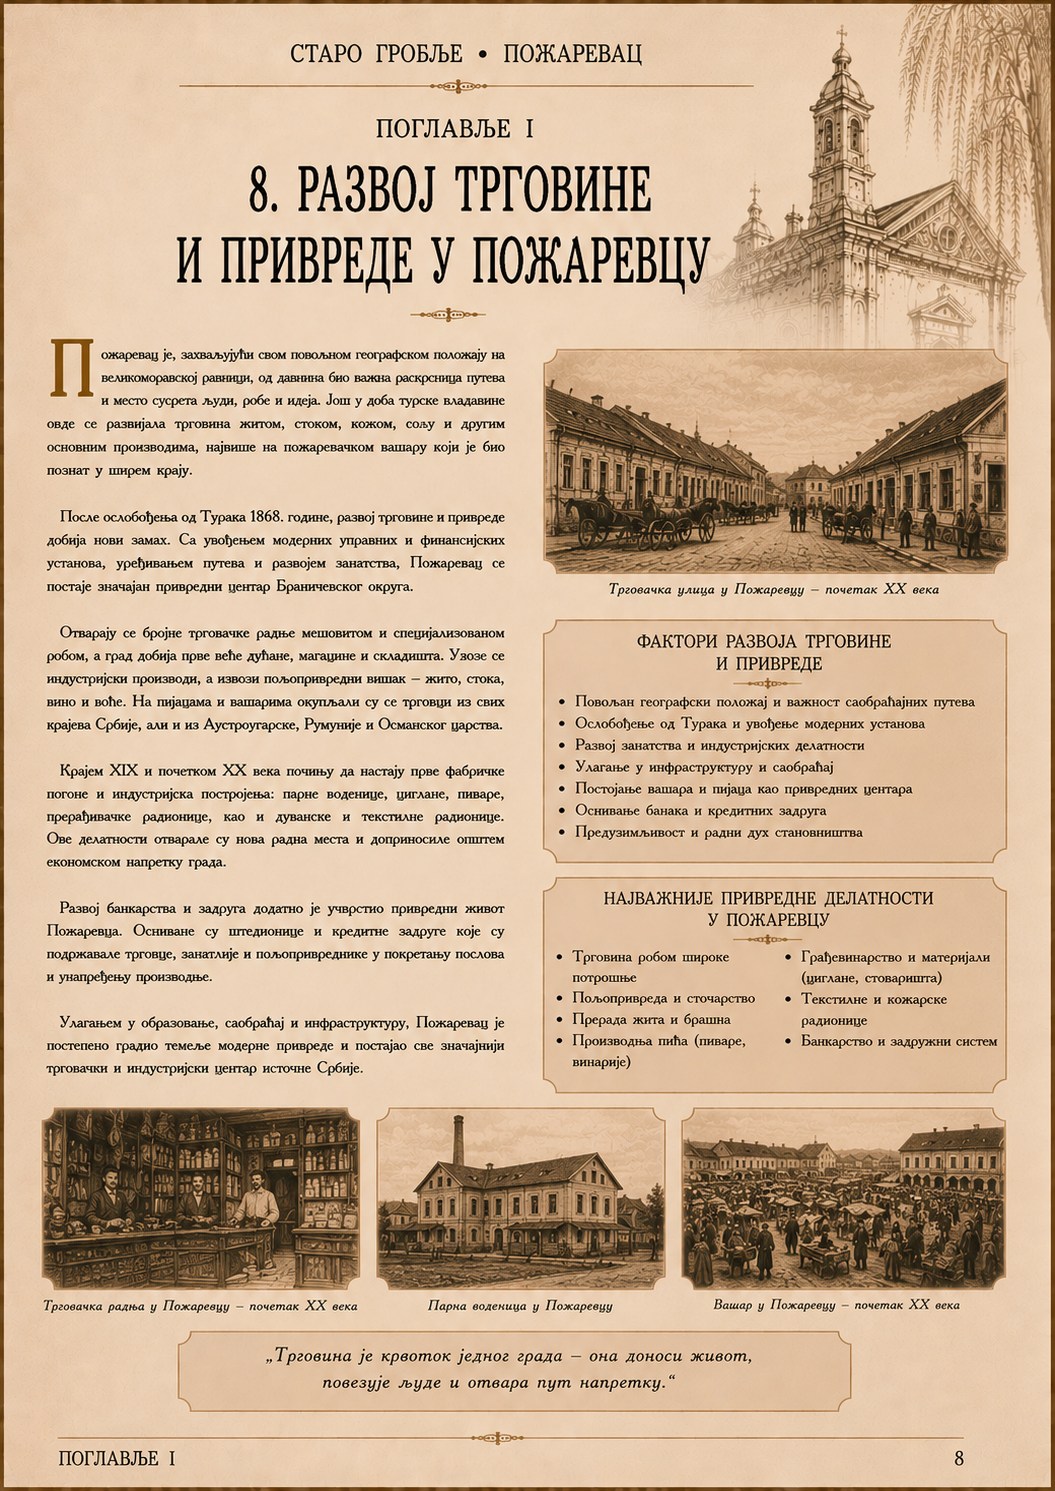 СТАРО ГРОБЉЕ • ПОЖАРЕВАЦ
ПОГЛАВЉЕ I
8. РАЗВОЈ ТРГОВИНЕ
И ПРИВРЕДЕ У ПОЖАРЕВЦУ
Пожаревац је, захваљујући свом повољном географском положају на
великоморавској равници, од давнина био важна раскрсница путева
и место сусрета људи, робе и идеја. Још у доба турске владавине
овде се развијала трговина житом, стоком, кожом, сољу и другим
основним производима, највише на пожаревачком вашару који је био
познат у ширем крају.
После ослобођења од Турака 1868. године, развој трговине и привреде
добија нови замах. Са увођењем модерних управних и финансијских
установа, уређивањем путева и развојем занатства, Пожаревац се
постаје значајан привредни центар Браничевског округа.
Отварају се бројне трговачке радње мешовитом и специјализованом
робом, а град добија прве веће дућане, магацине и складишта. Увозе се
индустријски производи, а извози пољопривредни вишак – жито, стока,
вино и воће. На пијацама и вашарима окупљали су се трговци из свих
крајева Србије, али и из Аустроугарске, Румуније и Османског царства.
Крајем XIX и почетком XX века почињу да настају прве фабричке
погоне и индустријска постројења: парне воденице, циглане, пиваре,
прерађивачке радионице, као и дуванске и текстилне радионице.
Ове делатности отварале су нова радна места и доприносиле општем
економском напретку града.
Развој банкарства и задруга додатно је учврстио привредни живот
Пожаревца. Осниване су штедионице и кредитне задруге које су
подржавале трговце, занатлије и пољопривреднике у покретању послова
и унапређењу производње.
Улагањем у образовање, саобраћај и инфраструктуру, Пожаревац је
постепено градио темеље модерне привреде и постајао све значајнији
трговачки и индустријски центар источне Србије.
Трговачка улица у Пожаревцу – почетак XX века
ФАКТОРИ РАЗВОЈА ТРГОВИНЕ
И ПРИВРЕДЕ
• Повољан географски положај и важност саобраћајних путева
• Ослобођење од Турака и увођење модерних установа
• Развој занатства и индустријских делатности
• Улагање у инфраструктуру и саобраћај
• Постојање вашара и пијаца као привредних центара
• Оснивање банака и кредитних задруга
• Предузимљивост и радни дух становништва
НАЈВАЖНИЈЕ ПРИВРЕДНЕ ДЕЛАТНОСТИ
У ПОЖАРЕВЦУ
• Трговина робом широке
потрошње
• Пољопривреда и сточарство
• Прерада жита и брашна
• Производња пића (пиваре,
винарије)
• Грађевинарство и материјали
(циглане, стоваришта)
• Текстилне и кожарске
радионице
• Банкарство и задружни систем
Трговачка радња у Пожаревцу – почетак XX века
Парна воденица у Пожаревцу
Вашар у Пожаревцу – почетак XX века
„Трговина је крвоток једног града – она доноси живот,
повезује људе и отвара пут напретку.“
ПОГЛАВЉЕ I
8